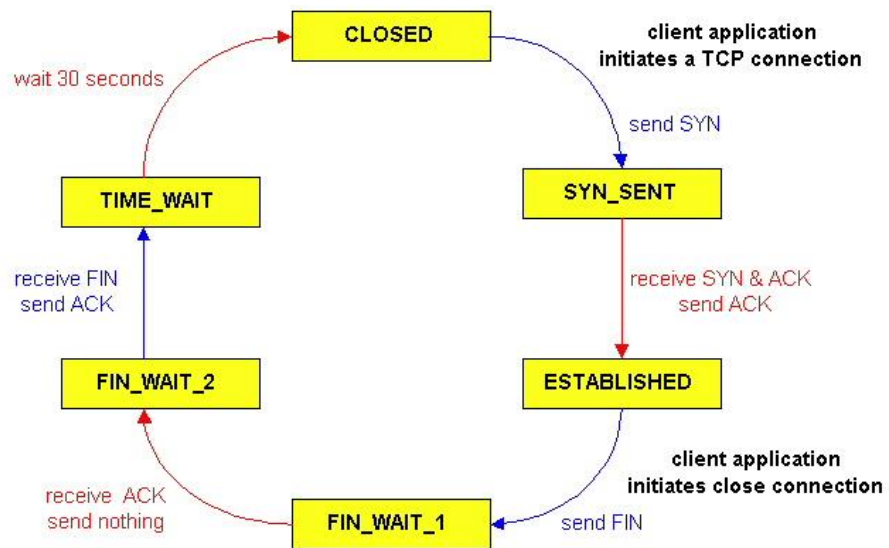 CLOSED
client application
initiates a TCP connection
wait 30 seconds
send SYN
TIME_WAIT
SYN_SENT
receive FIN
send ACK
receive SYN & ACK
send ACK
FIN_WAIT_2
ESTABLISHED
client application
initiates close connection
receive ACK
send nothing
FIN_WAIT_1
send FIN